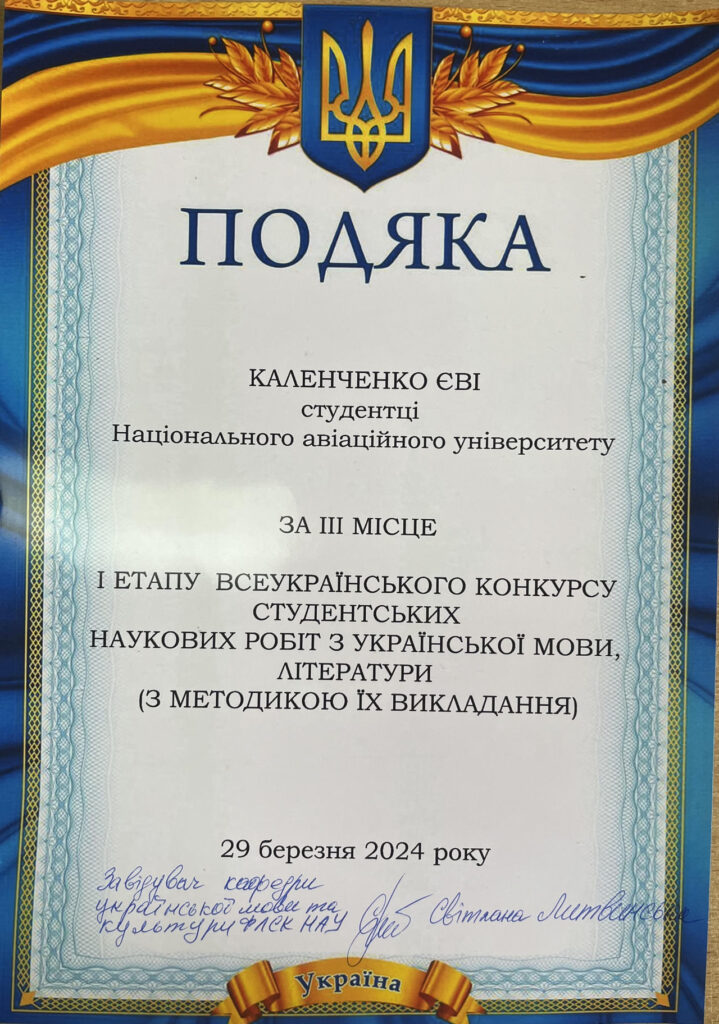 ПОДЯКА
КАЛЕНЧЕНКО ЄВІ
студентці
Національного авіаційного університету
ЗА ІІІ МІСЦЕ
І ЕТАПУ ВСЕУКРАЇНСЬКОГО КОНКУРСУ
СТУДЕНТСЬКИХ
НАУКОВИХ РОБІТ З УКРАЇНСЬКОЇ МОВИ,
ЛІТЕРАТУРИ
(З МЕТОДИКОЮ ЇХ ВИКЛАДАННЯ)
29 березня 2024 року
Завідувач кафедри
української мови та
культури ФЛСК НАУ
Світлана Литвинська
Україна